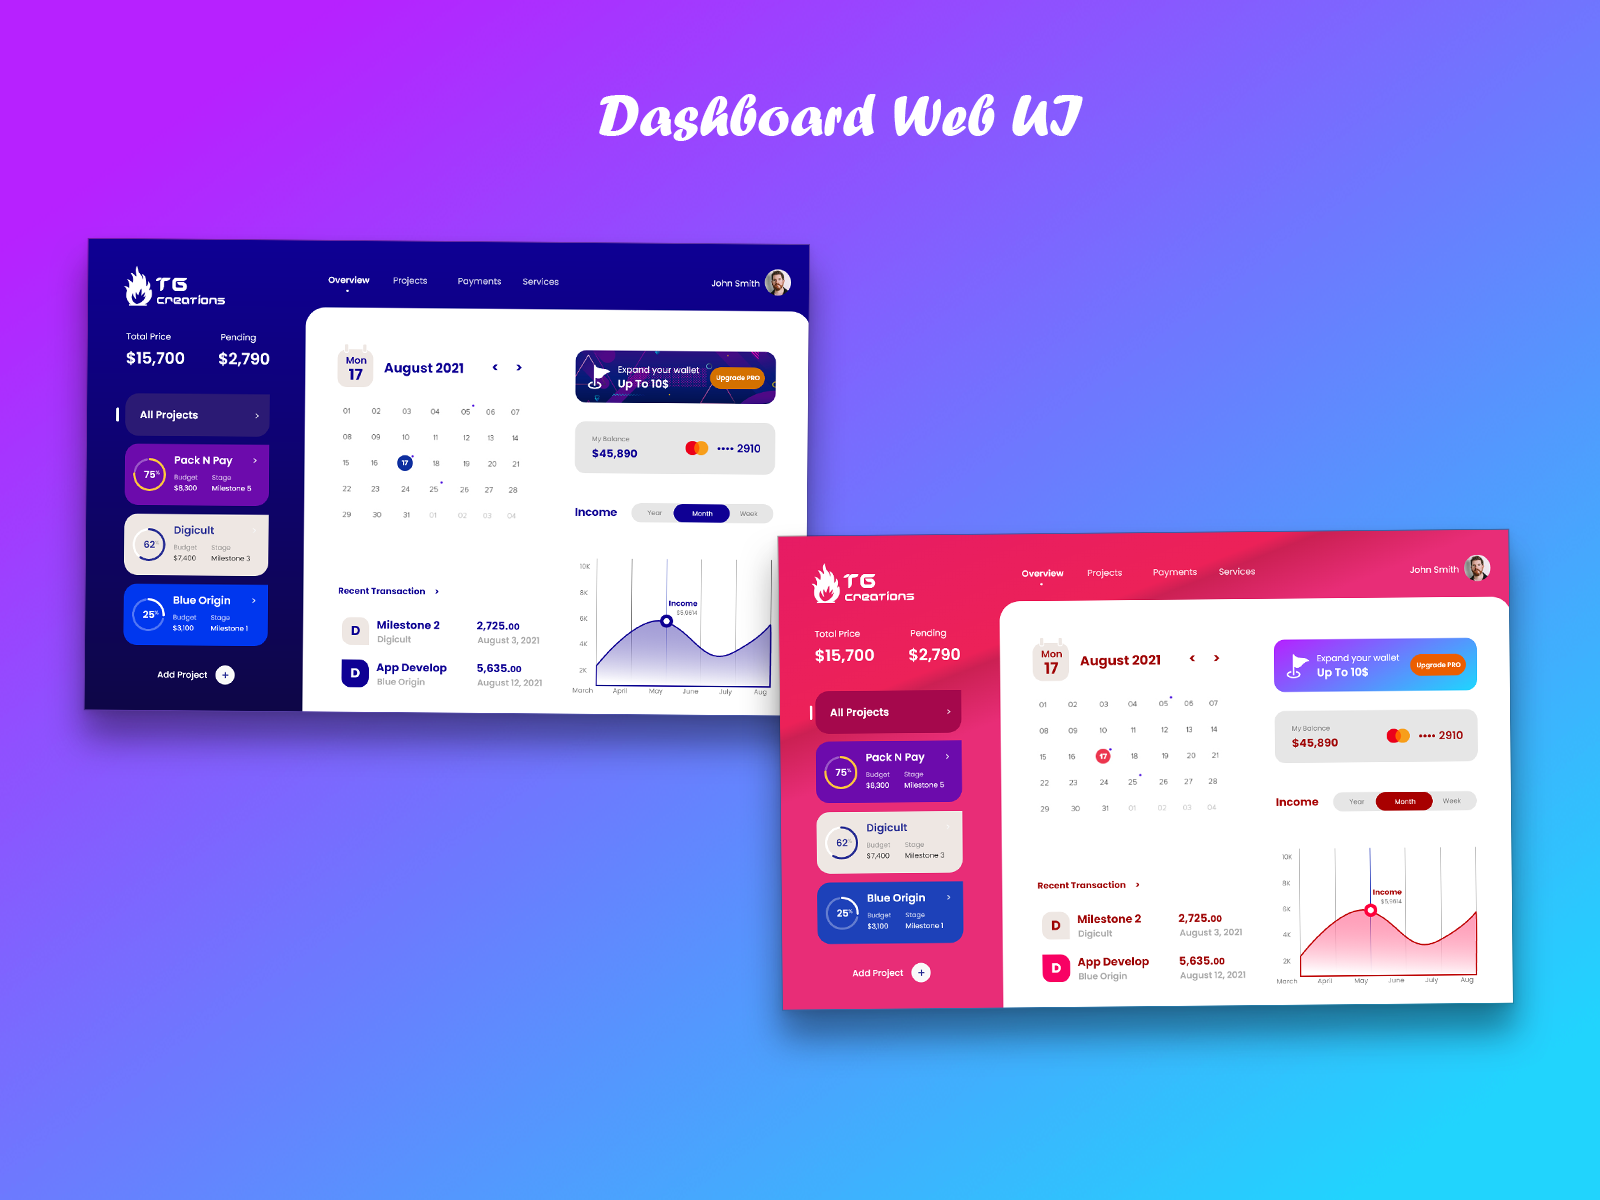 Dashboard Web UI
TG
creations
Overview Projects Payments Services
John Smith
Total Price Pending
$15,700 $2,790
All Projects >
Pack N Pay >
75%
Budget Stage
$8,300 Milestone 5
Digicult
62%
Budget Stage
$7,400 Milestone 3
Blue Origin >
25%
Budget Stage
$3,100 Milestone 1
Add Project +
Mon
17
August 2021 < >
01 02 03 04 05 06 07
08 09 10 11 12 13 14
15 16 17 18 19 20 21
22 23 24 25 26 27 28
29 30 31 01 02 03 04
Recent Transaction >
D Milestone 2 2,725.00
Digicult August 3, 2021
D App Develop 5,635.00
Blue Origin August 12, 2021
Expand your wallet
Up To 10$
Upgrade PRO
My Balance
$45,890 •••• 2910
Income Year Month Week
10K
8K
6K
4K
2K
Income
$5,9614
March April May June July Aug
TG
creations
Overview Projects Payments Services
John Smith
Total Price Pending
$15,700 $2,790
All Projects >
Pack N Pay >
75%
Budget Stage
$8,300 Milestone 5
Digicult
62%
Budget Stage
$7,400 Milestone 3
Blue Origin >
25%
Budget Stage
$3,100 Milestone 1
Add Project +
Mon
17
August 2021 < >
01 02 03 04 05 06 07
08 09 10 11 12 13 14
15 16 17 18 19 20 21
22 23 24 25 26 27 28
29 30 31 01 02 03 04
Recent Transaction >
D Milestone 2 2,725.00
Digicult August 3, 2021
D App Develop 5,635.00
Blue Origin August 12, 2021
Expand your wallet
Up To 10$
Upgrade PRO
My Balance
$45,890 •••• 2910
Income Year Month Week
10K
8K
6K
4K
2K
Income
$5,9614
March April May June July Aug